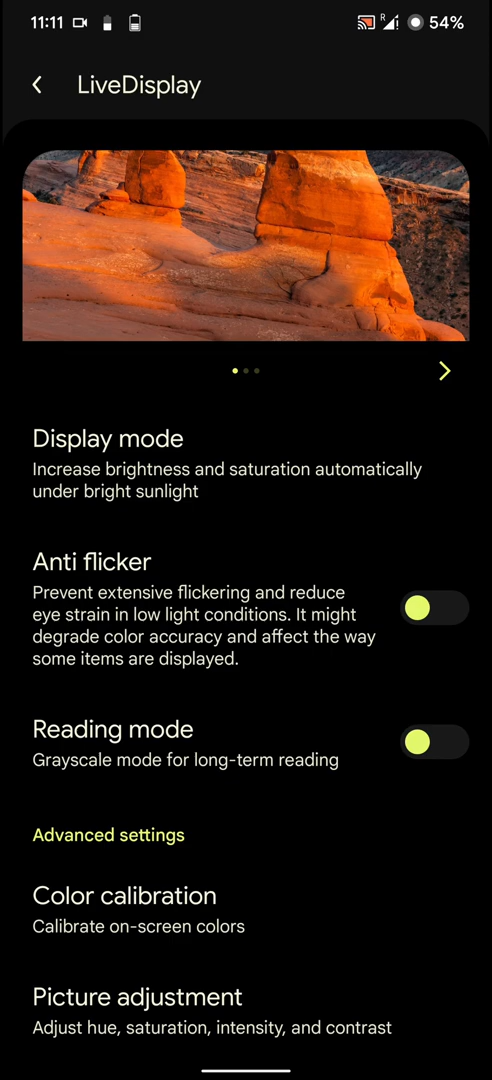 11:11
R
54%
LiveDisplay
Display mode
Increase brightness and saturation automatically
under bright sunlight
Anti flicker
Prevent extensive flickering and reduce
eye strain in low light conditions. It might
degrade color accuracy and affect the way
some items are displayed.
Reading mode
Grayscale mode for long-term reading
Advanced settings
Color calibration
Calibrate on-screen colors
Picture adjustment
Adjust hue, saturation, intensity, and contrast